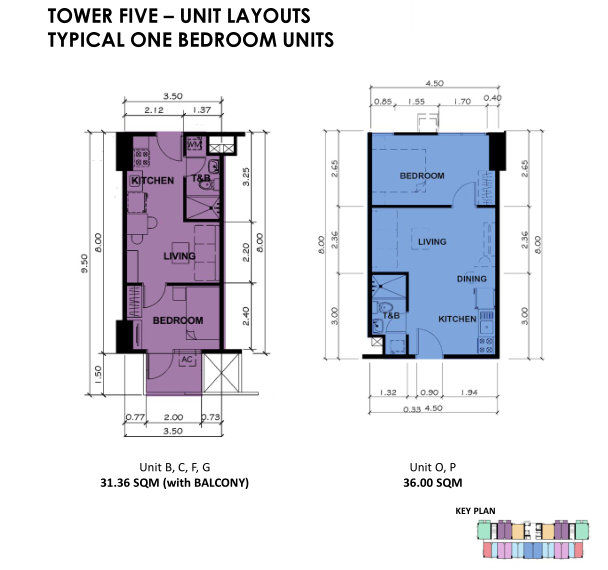 TOWER FIVE – UNIT LAYOUTS
TYPICAL ONE BEDROOM UNITS
3.50
2.12
1.37
WM
KITCHEN
T&B
LIVING
BEDROOM
AC
9.50
8.00
1.50
3.25
2.20
2.40
8.00
0.77
2.00
0.73
3.50
4.50
0.85
1.55
1.70
0.40
BEDROOM
LIVING
DINING
T&B
KITCHEN
8.00
2.65
2.36
3.00
2.65
2.36
3.00
8.00
1.32
0.90
1.94
0.33
4.50
Unit B, C, F, G
31.36 SQM (with BALCONY)
Unit O, P
36.00 SQM
KEY PLAN